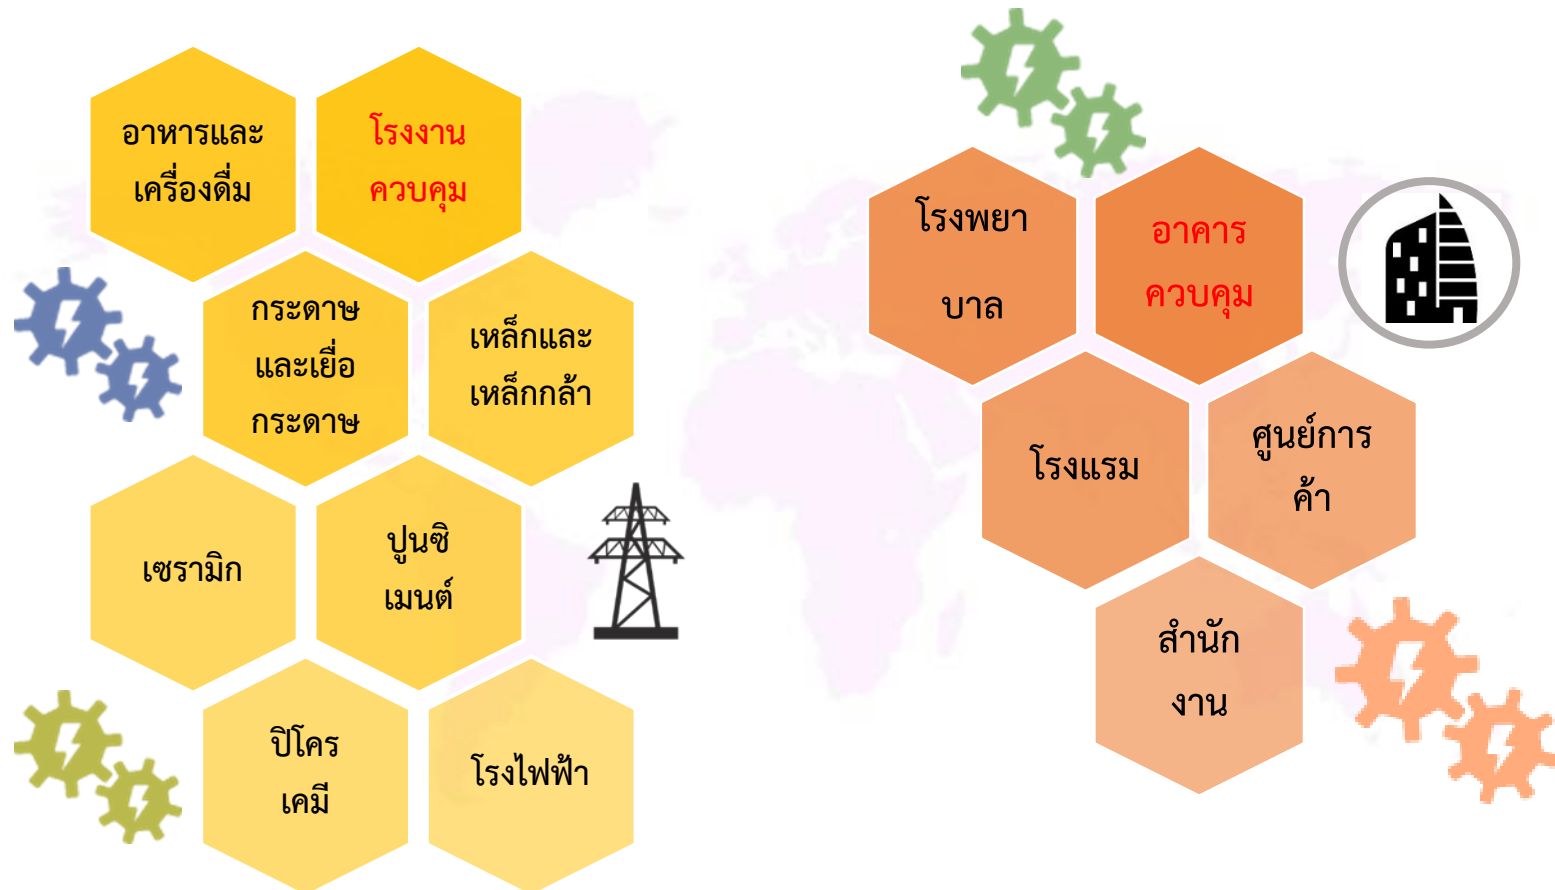 อาหารและ
เครื่องดื่ม
โรงงาน
ควบคุม
กระดาษ
และเยื่อ
กระดาษ
เหล็กและ
เหล็กกล้า
เซรามิก
ปูนซิ
เมนต์
ปิโตร
เคมี
โรงไฟฟ้า
โรงพยา
บาล
อาคาร
ควบคุม
โรงแรม
ศูนย์การ
ค้า
สำนัก
งาน